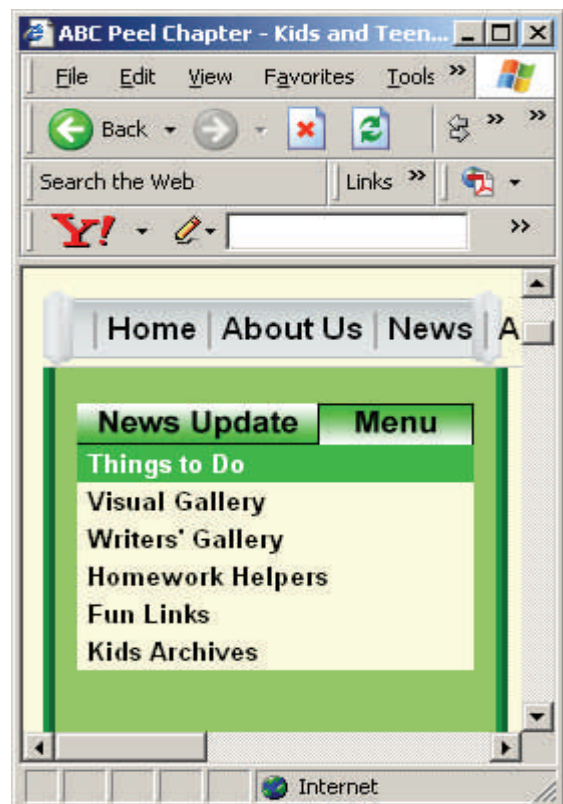 ABC Peel Chapter - Kids and Teen...
File Edit View Favorites Tools »
Back » »
Search the Web Links »
Y! »
Home | About Us | News | A
News Update Menu
Things to Do
Visual Gallery
Writers' Gallery
Homework Helpers
Fun Links
Kids Archives
Internet